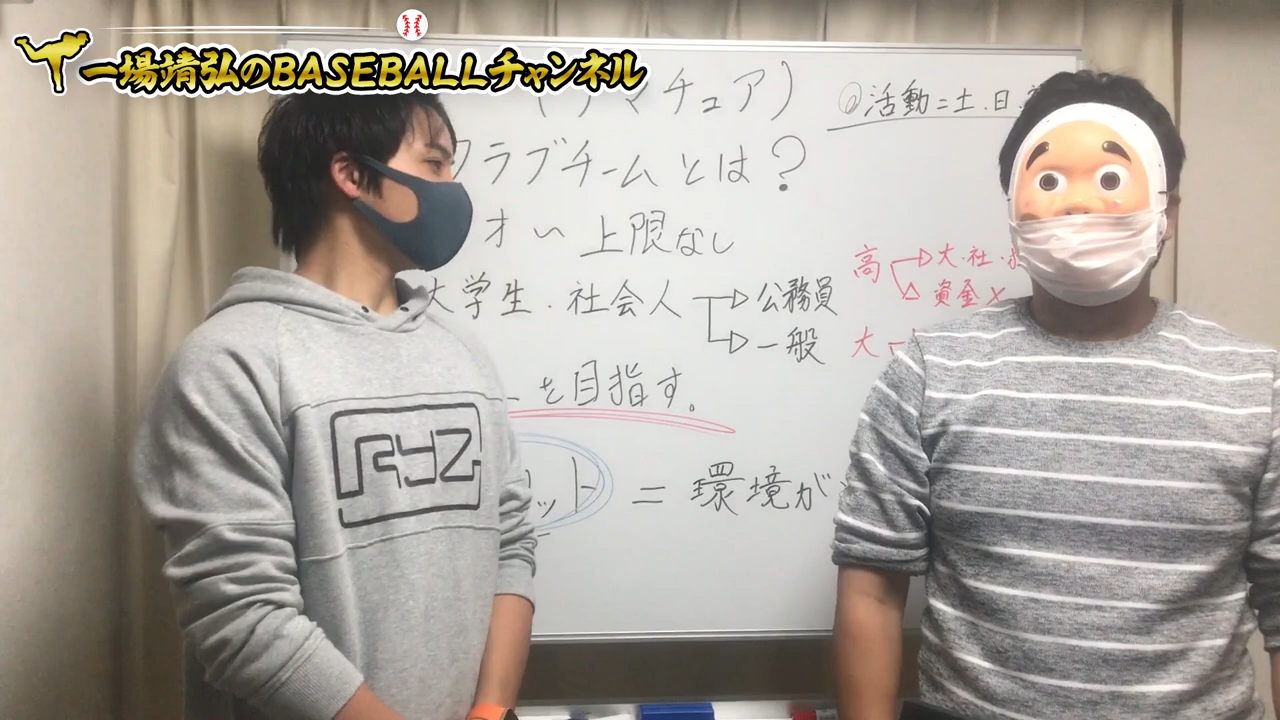 一場靖弘のBASEBALLチャンネル
マチュア)
◎活動=土.日.
クラブチームとは?
オい 上限なし
大学生.社会人 公務員
一般
高 大.社.
資金×
大
を目指す。
ット = 環境が
RYZ